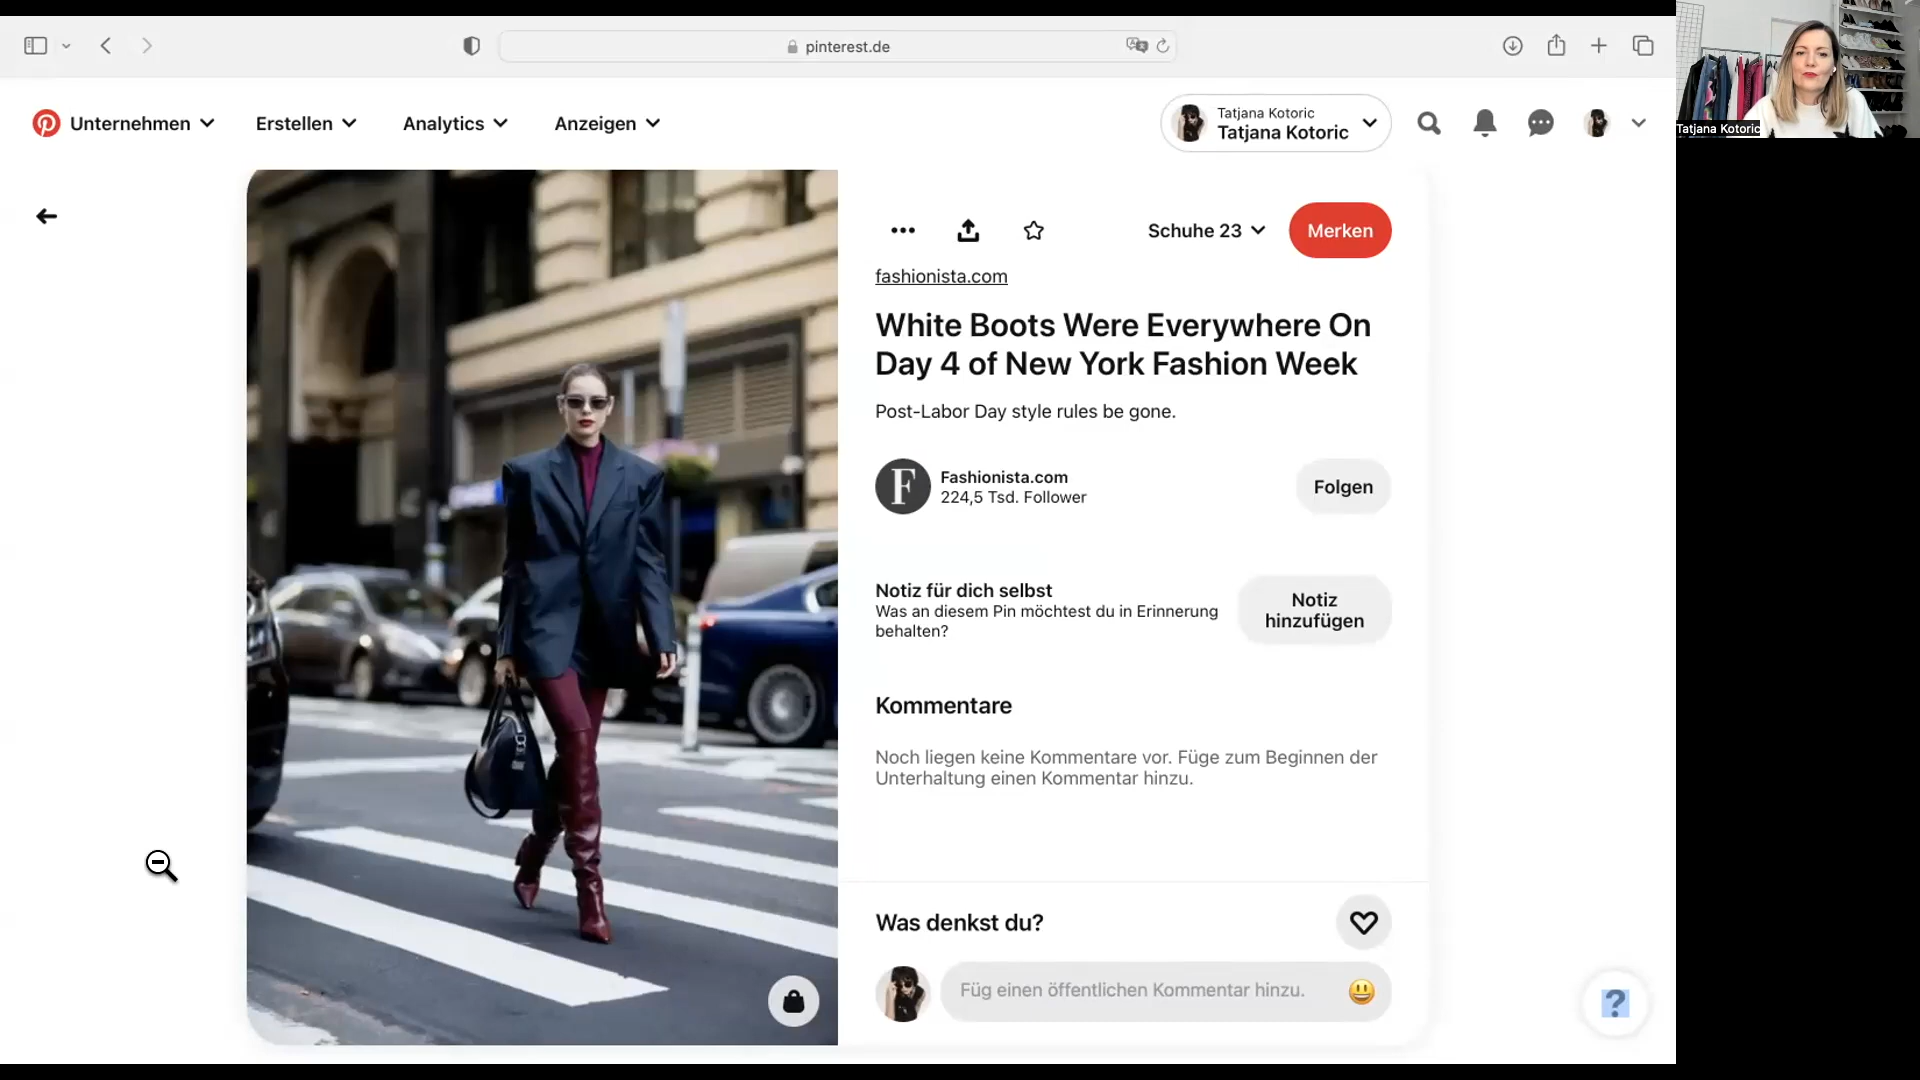 pinterest.de
Unternehmen
Erstellen
Analytics
Anzeigen
Tatjana Kotoric
Tatjana Kotoric
Tatjana Kotoric
Schuhe 23
Merken
fashionista.com
White Boots Were Everywhere On
Day 4 of New York Fashion Week
Post-Labor Day style rules be gone.
F
Fashionista.com
224,5 Tsd. Follower
Folgen
Notiz für dich selbst
Was an diesem Pin möchtest du in Erinnerung
behalten?
Notiz
hinzufügen
Kommentare
Noch liegen keine Kommentare vor. Füge zum Beginnen der
Unterhaltung einen Kommentar hinzu.
Was denkst du?
Füg einen öffentlichen Kommentar hinzu.
?